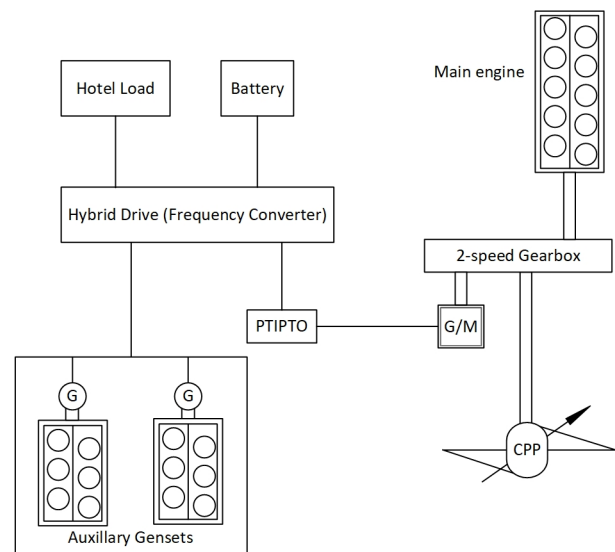 Main engine
Hotel Load
Battery
Hybrid Drive (Frequency Converter)
2-speed Gearbox
PTIPTO
G/M
G
G
CPP
Auxillary Gensets